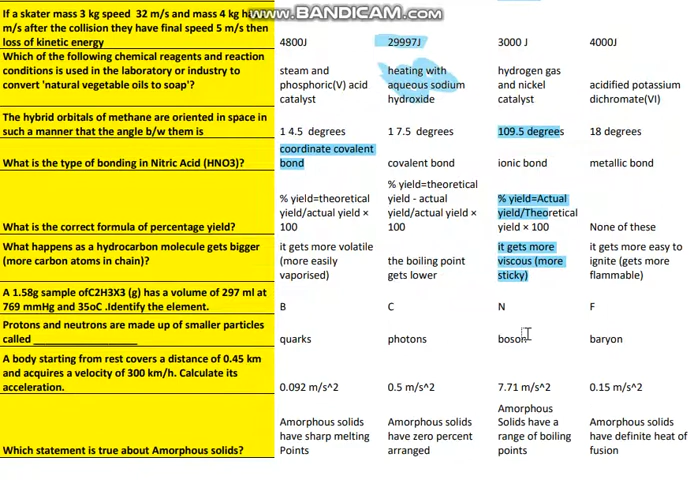 WWW.BANDICAM.COM
If a skater mass 3 kg speed 32 m/s and mass 4 kg
m/s after the collision they have final speed 5 m/s then
loss of kinetic energy
4800J
29997J
3000 J
4000J
Which of the following chemical reagents and reaction
conditions is used in the laboratory or industry to
convert 'natural vegetable oils to soap'?
steam and
phosphoric(V) acid
catalyst
heating with
aqueous sodium
hydroxide
hydrogen gas
and nickel
catalyst
acidified potassium
dichromate(VI)
The hybrid orbitals of methane are oriented in space in
such a manner that the angle b/w them is
1 4.5 degrees
1 7.5 degrees
109.5 degrees
18 degrees
What is the type of bonding in Nitric Acid (HNO3)?
coordinate covalent
bond
covalent bond
ionic bond
metallic bond
What is the correct formula of percentage yield?
% yield=theoretical
yield/actual yield ×
100
% yield=theoretical
yield - actual
yield/actual yield ×
100
% yield=Actual
yield/Theoretical
yield × 100
None of these
What happens as a hydrocarbon molecule gets bigger
(more carbon atoms in chain)?
it gets more volatile
(more easily
vaporised)
the boiling point
gets lower
it gets more
viscous (more
sticky)
it gets more easy to
ignite (gets more
flammable)
A 1.58g sample ofC2H3X3 (g) has a volume of 297 ml at
769 mmHg and 35oC .Identify the element.
B
C
N
F
Protons and neutrons are made up of smaller particles
called ____________________
quarks
photons
boson
baryon
A body starting from rest covers a distance of 0.45 km
and acquires a velocity of 300 km/h. Calculate its
acceleration.
0.092 m/s^2
0.5 m/s^2
7.71 m/s^2
0.15 m/s^2
Which statement is true about Amorphous solids?
Amorphous solids
have sharp melting
Points
Amorphous solids
have zero percent
arranged
Amorphous
Solids have a
range of boiling
points
Amorphous solids
have definite heat of
fusion